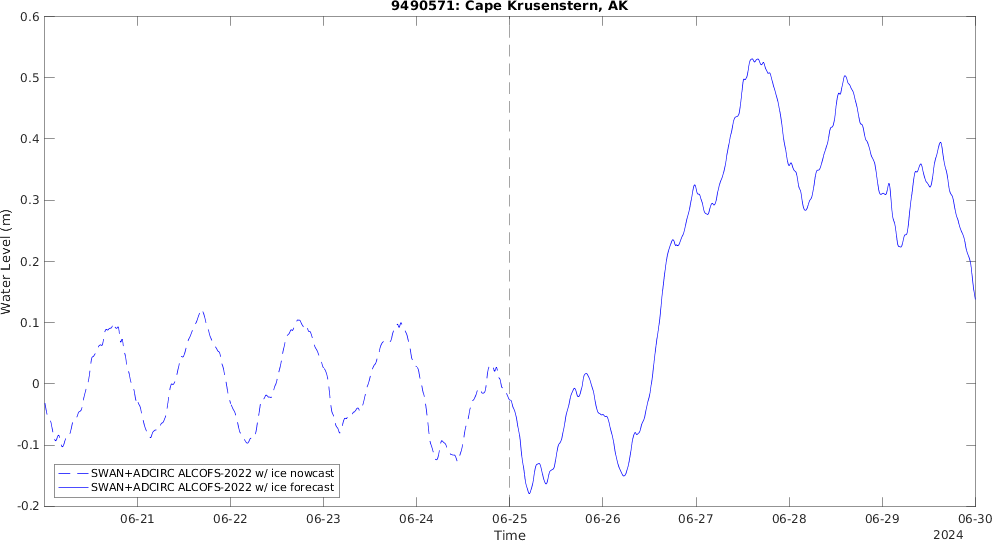 9490571: Cape Krusenstern, AK
0.6
0.5
0.4
0.3
0.2
0.1
0
-0.1
-0.2
Water Level (m)
SWAN+ADCIRC ALCOFS-2022 w/ ice nowcast
SWAN+ADCIRC ALCOFS-2022 w/ ice forecast
06-21 06-22 06-23 06-24 06-25 06-26 06-27 06-28 06-29 06-30
Time
2024